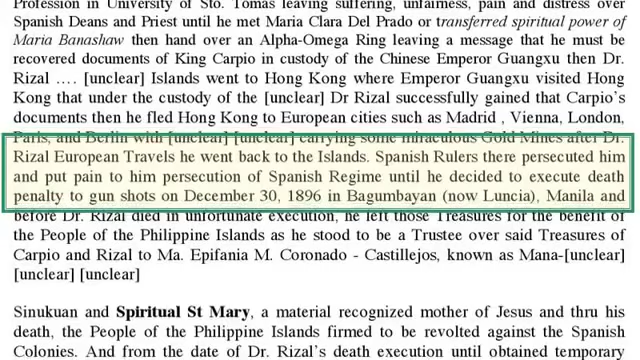 Profession in University of Sto. Tomas leaving suffering, unfairness, pain and distress over
Spanish Deans and Priest until he met Maria Clara Del Prado or transferred spiritual power of
Maria Banashaw then hand over an Alpha-Omega Ring leaving a message that he must be
recovered documents of King Carpio in custody of the Chinese Emperor Guangxu then Dr.
Rizal .... [unclear] Islands went to Hong Kong where Emperor Guangxu visited Hong
Kong that under the custody of the [unclear] Dr Rizal successfully gained that Carpio's
documents then he fled Hong Kong to European cities such as Madrid , Vienna, London,
Paris, and Berlin with [unclear] [unclear] carrying some miraculous Gold Mines after Dr.
Rizal European Travels he went back to the Islands. Spanish Rulers there persecuted him
and put pain to him persecution of Spanish Regime until he decided to execute death
penalty to gun shots on December 30, 1896 in Bagumbayan (now Luncia), Manila and
before Dr. Rizal died in unfortunate execution, he left those Treasures for the benefit of
the People of the Philippine Islands as he stood to be a Trustee over said Treasures of
Carpio and Rizal to Ma. Epifania M. Coronado - Castillejos, known as Mana-[unclear]
[unclear] [unclear]
Sinukuan and Spiritual St Mary, a material recognized mother of Jesus and thru his
death, the People of the Philippine Islands firmed to be revolted against the Spanish
Colonies. And from the date of Dr. Rizal's death execution until obtained temporary